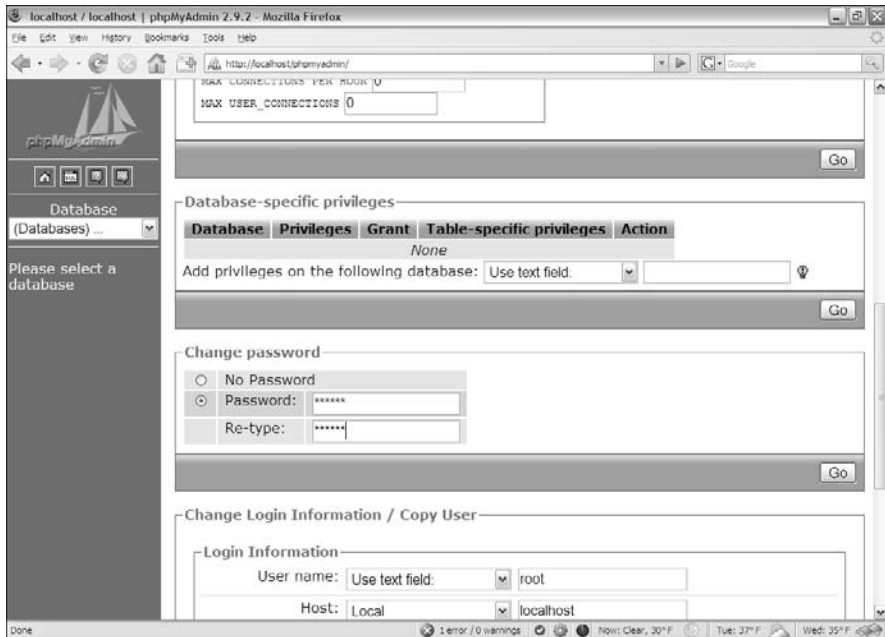 localhost / localhost | phpMyAdmin 2.9.2 - Mozilla Firefox
File Edit View History Bookmarks Tools Help
http://localhost/phpmyadmin/
Google
MAX CONNECTIONS PER HOUR 0
MAX USER_CONNECTIONS 0
phpMyAdmin
Go
Database
(Databases) ...
Please select a
database
Database-specific privileges
Database Privileges Grant Table-specific privileges Action
None
Add privileges on the following database: Use text field:
Go
Change password
No Password
Password: ******
Re-type: ******
Go
Change Login Information / Copy User
Login Information
User name: Use text field: root
Host: Local localhost
Done
1 error / 0 warnings
Now: Clear, 30°F
Tue: 37°F
Wed: 35°F